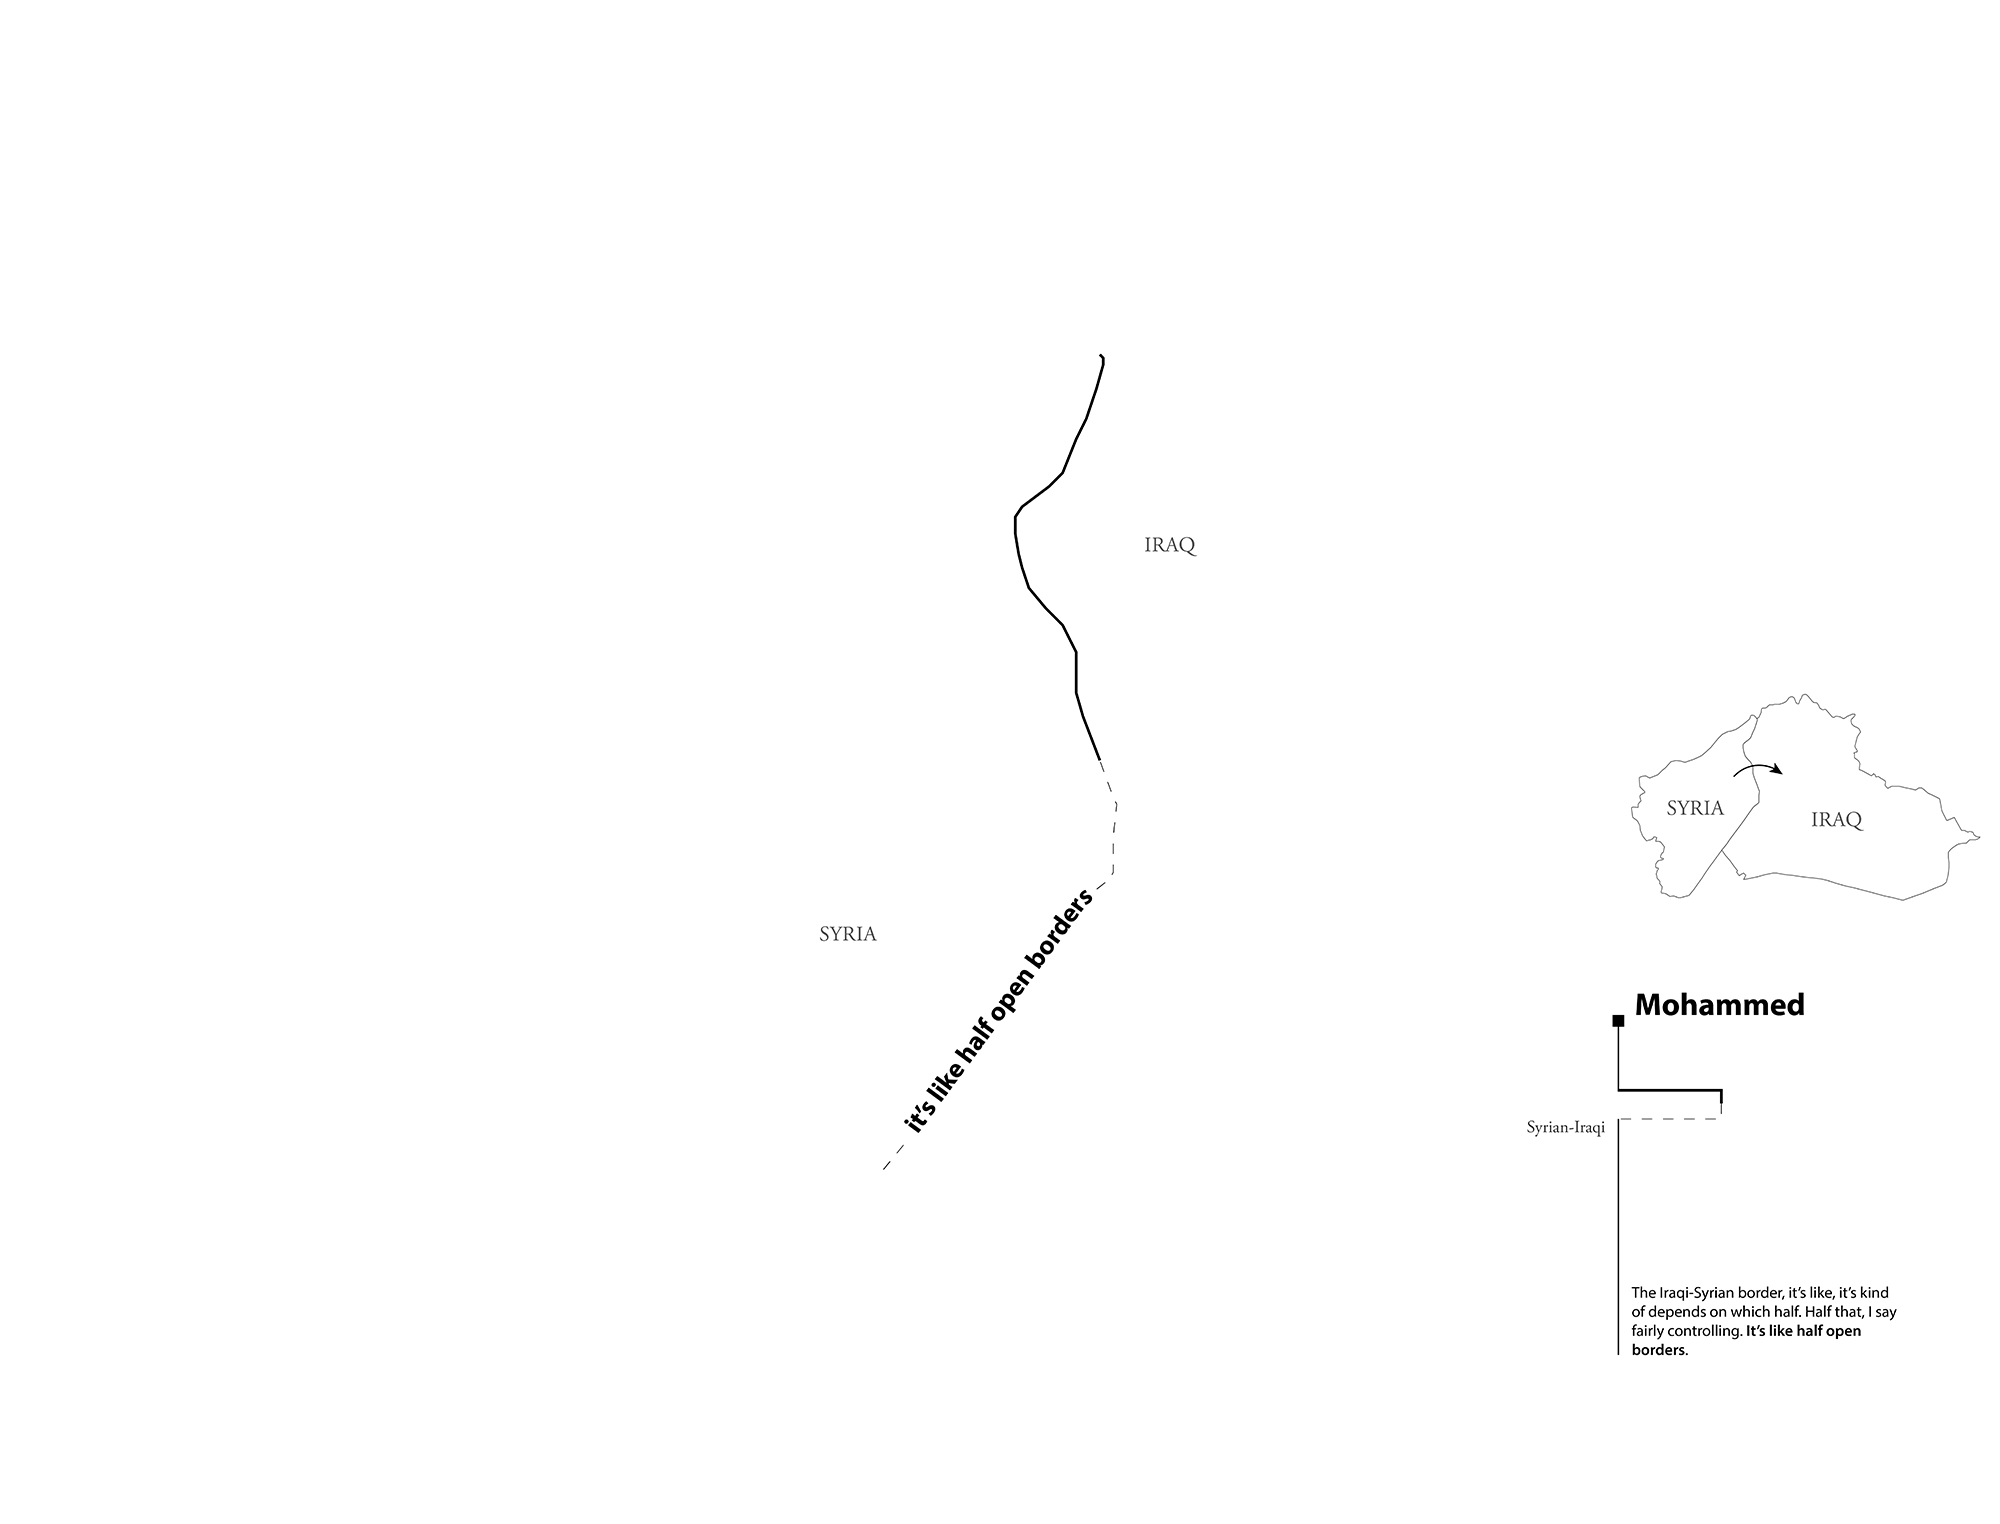 IRAQ
SYRIA
it’s like half open borders
SYRIA
IRAQ
Mohammed
Syrian-Iraqi
The Iraqi-Syrian border, it’s like, it’s kind
of depends on which half. Half that, I say
fairly controlling. It’s like half open
borders.